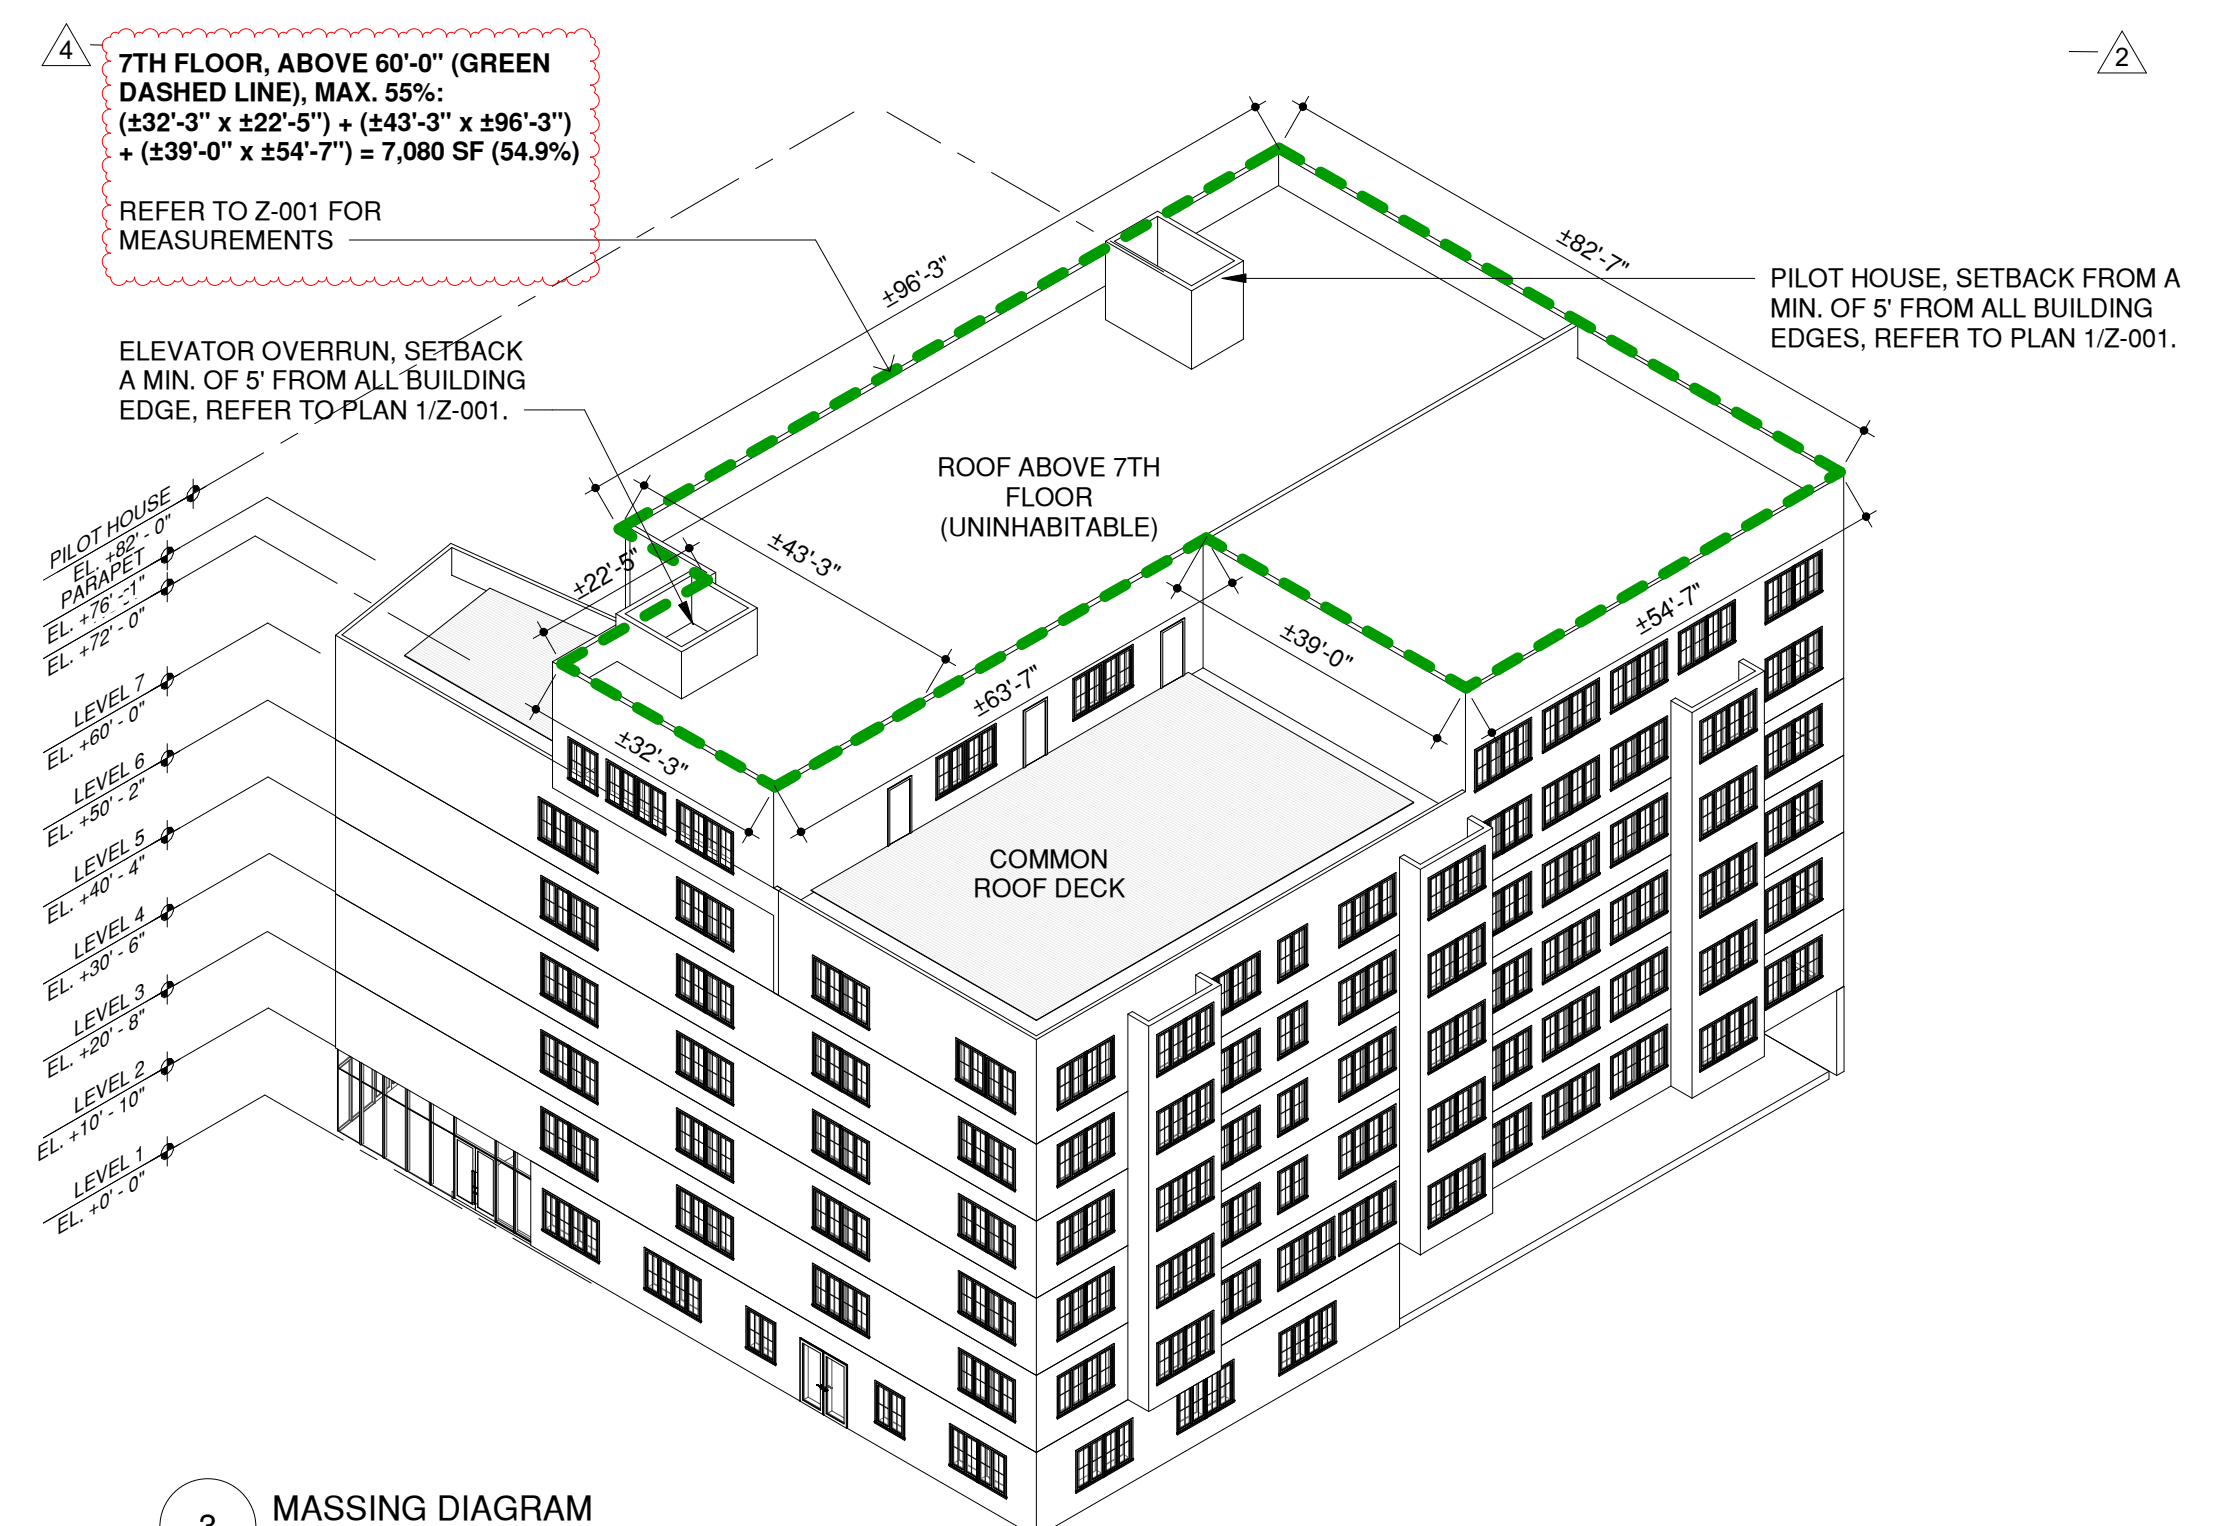 4
7TH FLOOR, ABOVE 60'-0" (GREEN
DASHED LINE), MAX. 55%:
(±32'-3" x ±22'-5") + (±43'-3" x ±96'-3")
+ (±39'-0" x ±54'-7") = 7,080 SF (54.9%)
REFER TO Z-001 FOR
MEASUREMENTS
2
ELEVATOR OVERRUN, SETBACK
A MIN. OF 5' FROM ALL BUILDING
EDGE, REFER TO PLAN 1/Z-001.
PILOT HOUSE, SETBACK FROM A
MIN. OF 5' FROM ALL BUILDING
EDGES, REFER TO PLAN 1/Z-001.
±96'-3"
±82'-7"
ROOF ABOVE 7TH
FLOOR
(UNINHABITABLE)
±22'-5"
±43'-3"
±63'-7"
±39'-0"
±54'-7"
±32'-3"
COMMON
ROOF DECK
PILOT HOUSE
EL. +82' - 0"
PARAPET
EL. +76' - 1"
EL. +72' - 0"
LEVEL 7
EL. +60' - 0"
LEVEL 6
EL. +50' - 2"
LEVEL 5
EL. +40' - 4"
LEVEL 4
EL. +30' - 6"
LEVEL 3
EL. +20' - 8"
LEVEL 2
EL. +10' - 10"
LEVEL 1
EL. +0' - 0"
3
MASSING DIAGRAM